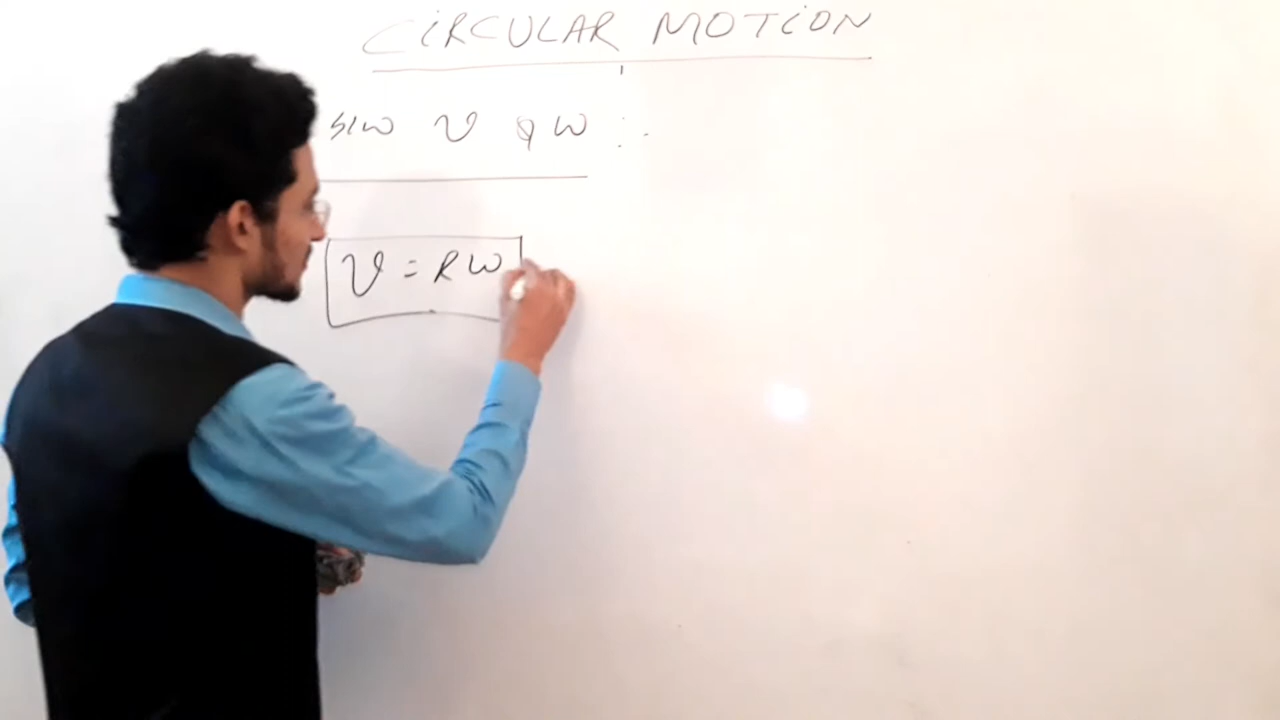 CiRCULAR MOTiON
b/w v & w :-
v = Rw